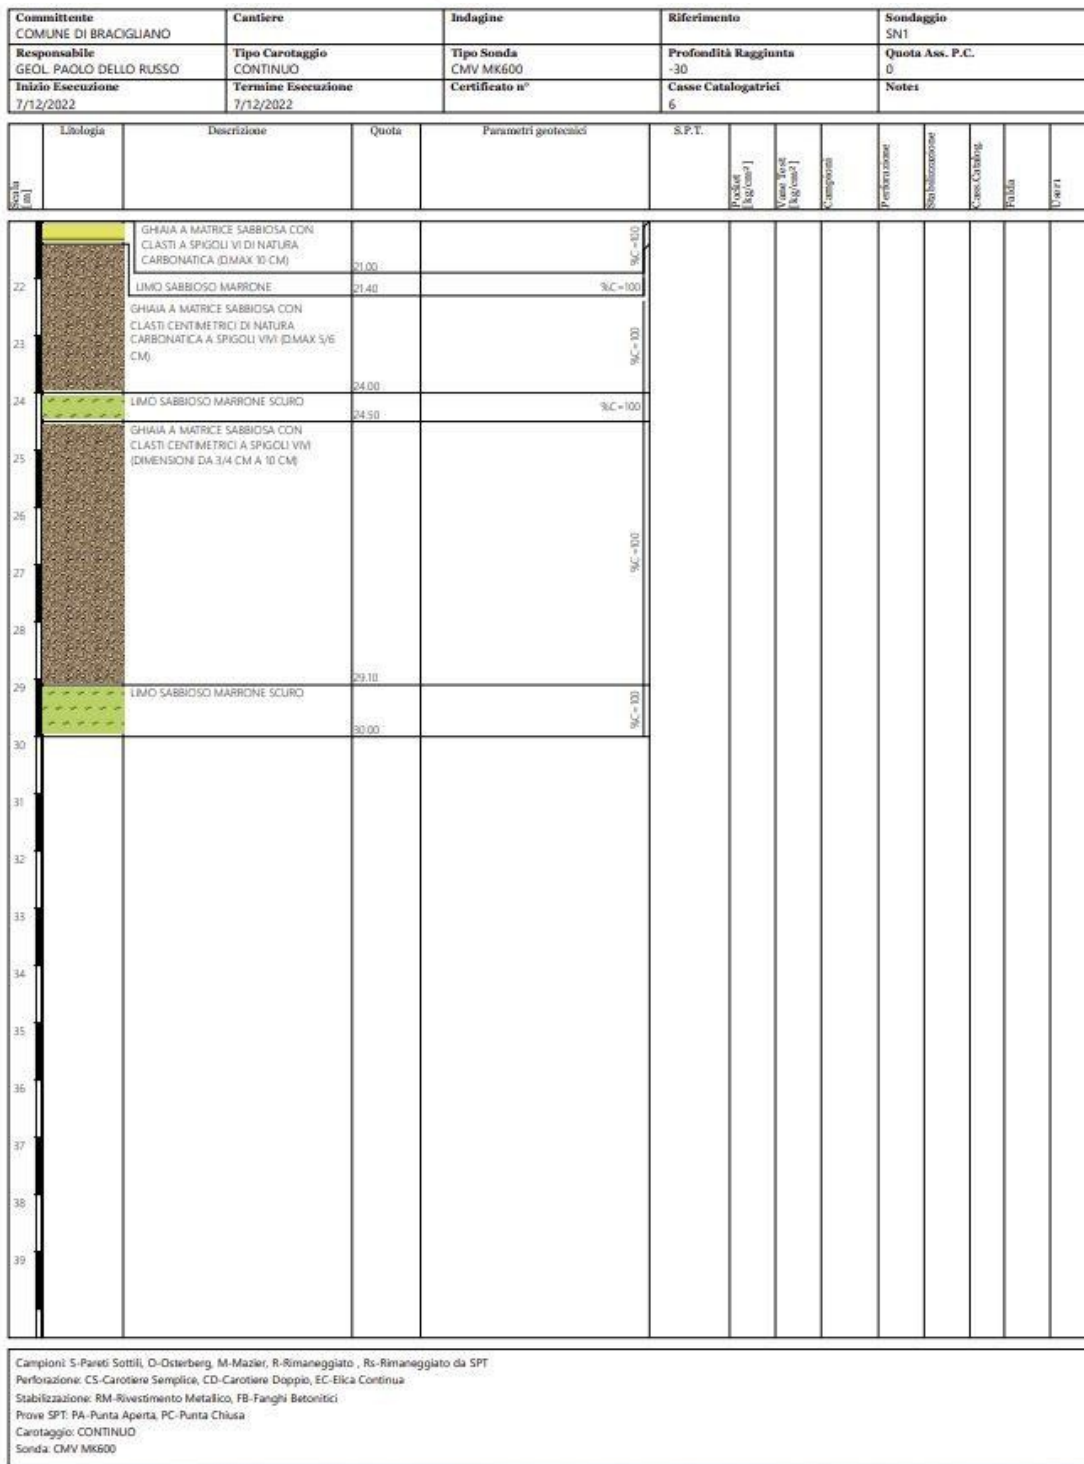 Committente
COMUNE DI BRACIGLIANO
Cantiere
Indagine
Riferimento
Sondaggio
SN1
Responsabile
GEOL. PAOLO DELLO RUSSO
Tipo Carotaggio
CONTINUO
Tipo Sonda
CMV MK600
Profondità Raggiunta
-30
Quota Ass. P.C.
0
Inizio Esecuzione
7/12/2022
Termine Esecuzione
7/12/2022
Certificato n°
Casse Catalogatrici
6
Note1
Scala [m]
Litologia
Descrizione
Quota
Parametri geotecnici
S.P.T.
Pocket [kg/cm²]
Vane Test [kg/cm²]
Campioni
Perforazione
Stabilizzazione
Cass.Catalog.
Falda
User1
GHIAIA A MATRICE SABBIOSA CON
CLASTI A SPIGOLI VI DI NATURA
CARBONATICA (D.MAX 10 CM)
21.00
%C=100
22
LIMO SABBIOSO MARRONE
21.40
%C=100
GHIAIA A MATRICE SABBIOSA CON
CLASTI CENTIMETRICI DI NATURA
CARBONATICA A SPIGOLI VIVI (D.MAX 5/6
CM)
23
%C=100
24.00
24
LIMO SABBIOSO MARRONE SCURO
24.50
%C=100
GHIAIA A MATRICE SABBIOSA CON
CLASTI CENTIMETRICI A SPIGOLI VIVI
(DIMENSIONI DA 3/4 CM A 10 CM)
25
26
27
%C=100
28
29.10
29
LIMO SABBIOSO MARRONE SCURO
%C=100
30.00
30
31
32
33
34
35
36
37
38
39
Campioni: S-Pareti Sottili, O-Osterberg, M-Mazier, R-Rimaneggiato , Rs-Rimaneggiato da SPT
Perforazione: CS-Carotiere Semplice, CD-Carotiere Doppio, EC-Elica Continua
Stabilizzazione: RM-Rivestimento Metallico, FB-Fanghi Betonitici
Prove SPT: PA-Punta Aperta, PC-Punta Chiusa
Carotaggio: CONTINUO
Sonda: CMV MK600